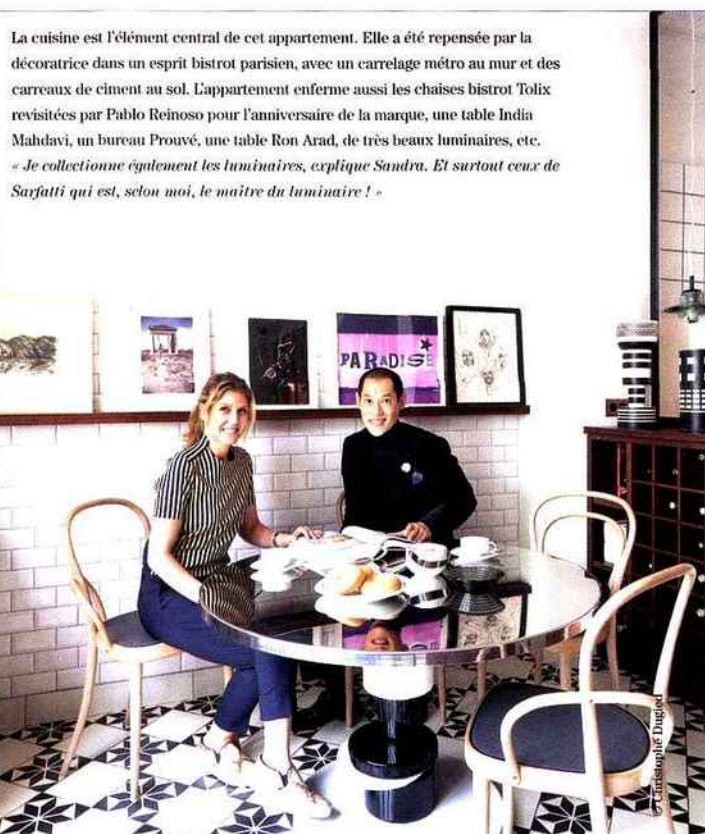 La cuisine est l'élément central de cet appartement. Elle a été repensée par la
décoratrice dans un esprit bistrot parisien, avec un carrelage métro au mur et des
carreaux de ciment au sol. L'appartement enferme aussi les chaises bistrot Tolix
revisitées par Pablo Reinoso pour l'anniversaire de la marque, une table India
Mahdavi, un bureau Prouvé, une table Ron Arad, de très beaux luminaires, etc.
« Je collectionne également les luminaires, explique Sandra. Et surtout ceux de
Sarfatti qui est, selon moi, le maître du luminaire ! »
PARADISE
© Christophe Dugied